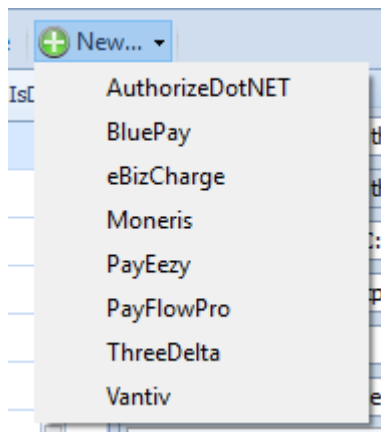 New...
IsD
AuthorizeDotNET
BluePay
eBizCharge
Moneris
PayEezy
PayFlowPro
ThreeDelta
Vantiv